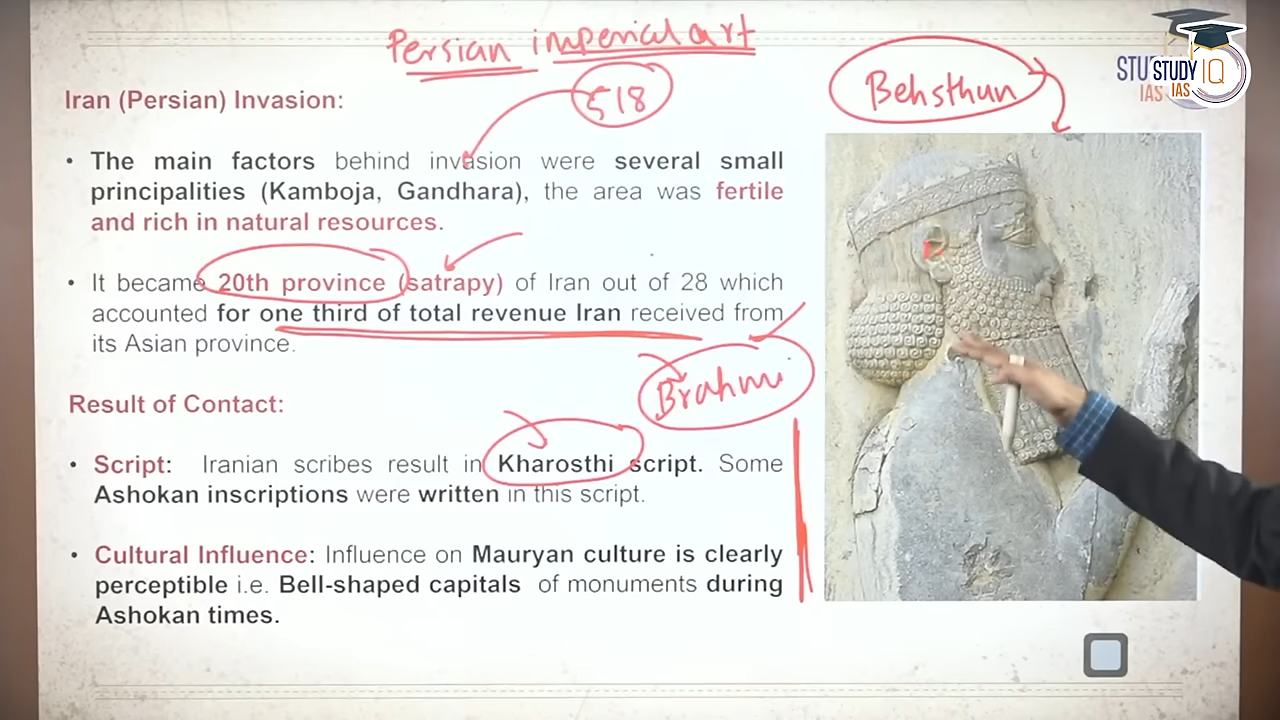 Persian imperial art
518
Behsthun
STUDY IQ
IAS
Iran (Persian) Invasion:
• The main factors behind invasion were several small
principalities (Kamboja, Gandhara), the area was fertile
and rich in natural resources.
• It became 20th province (satrapy) of Iran out of 28 which
accounted for one third of total revenue Iran received from
its Asian province.
Brahmi
Result of Contact:
• Script: Iranian scribes result in Kharosthi script. Some
Ashokan inscriptions were written in this script.
• Cultural Influence: Influence on Mauryan culture is clearly
perceptible i.e. Bell-shaped capitals of monuments during
Ashokan times.